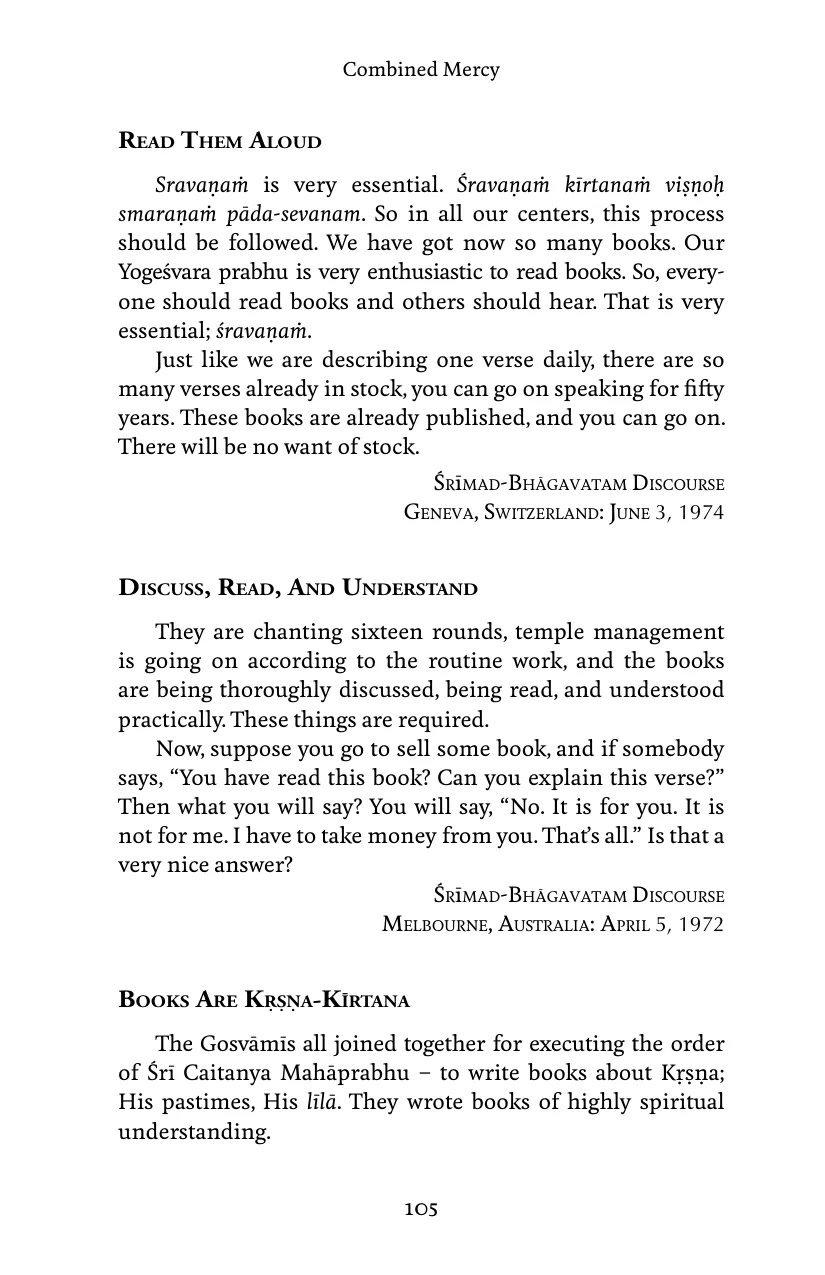 Combined Mercy
Read Them Aloud
Sravaṇaṁ is very essential. Śravaṇaṁ kīrtanaṁ viṣṇoḥ
smaraṇaṁ pāda-sevanam. So in all our centers, this process
should be followed. We have got now so many books. Our
Yogeśvara prabhu is very enthusiastic to read books. So, every-
one should read books and others should hear. That is very
essential; śravaṇaṁ.
Just like we are describing one verse daily, there are so
many verses already in stock, you can go on speaking for fifty
years. These books are already published, and you can go on.
There will be no want of stock.
Śrīmad-Bhāgavatam Discourse
Geneva, Switzerland: June 3, 1974
Discuss, Read, And Understand
They are chanting sixteen rounds, temple management
is going on according to the routine work, and the books
are being thoroughly discussed, being read, and understood
practically. These things are required.
Now, suppose you go to sell some book, and if somebody
says, “You have read this book? Can you explain this verse?”
Then what you will say? You will say, “No. It is for you. It is
not for me. I have to take money from you. That’s all.” Is that a
very nice answer?
Śrīmad-Bhāgavatam Discourse
Melbourne, Australia: April 5, 1972
Books Are Kṛṣṇa-Kīrtana
The Gosvāmīs all joined together for executing the order
of Śrī Caitanya Mahāprabhu – to write books about Kṛṣṇa;
His pastimes, His līlā. They wrote books of highly spiritual
understanding.
105